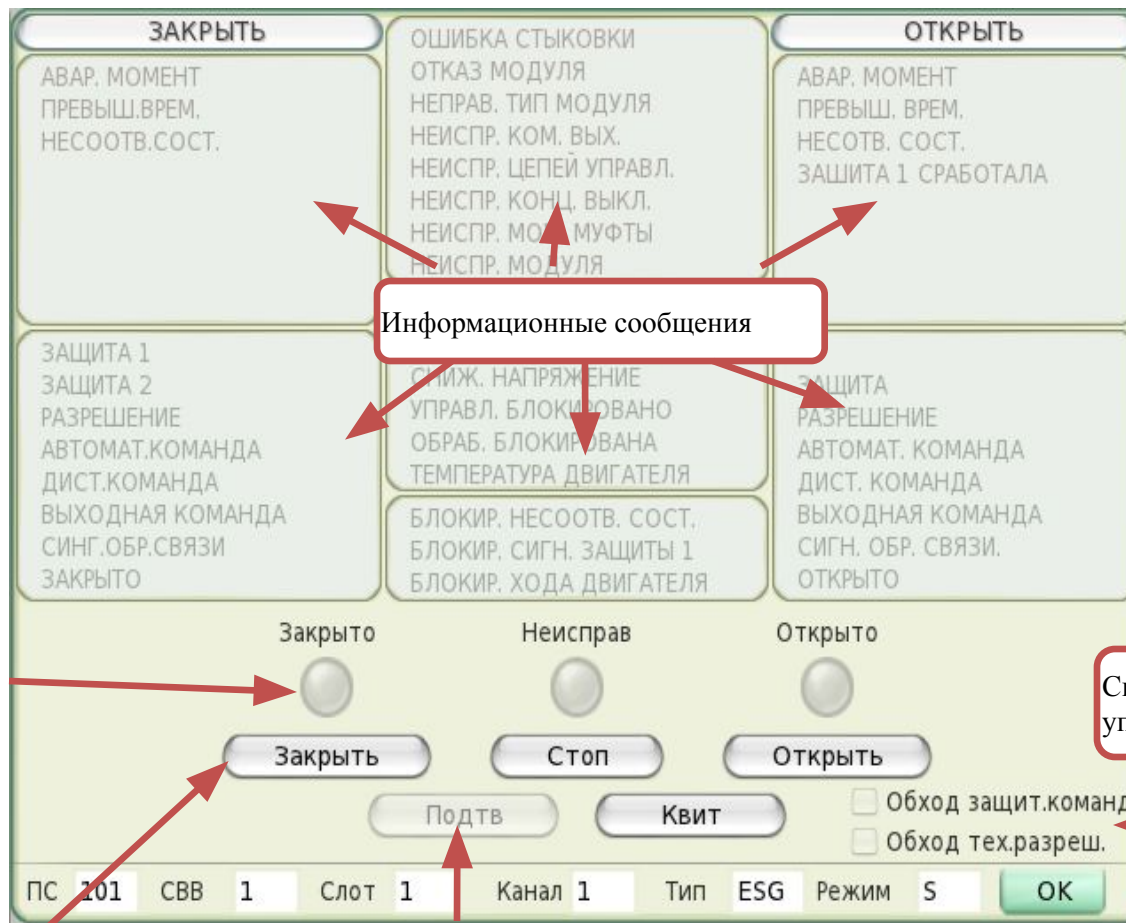 ЗАКРЫТЬ
АВАР. МОМЕНТ
ПРЕВЫШ.ВРЕМ.
НЕСООТВ.СОСТ.
ОШИБКА СТЫКОВКИ
ОТКАЗ МОДУЛЯ
НЕПРАВ. ТИП МОДУЛЯ
НЕИСПР. КОМ. ВЫХ.
НЕИСПР. ЦЕПЕЙ УПРАВЛ.
НЕИСПР. КОНЦ. ВЫКЛ.
НЕИСПР. МУФТЫ
НЕИСПР. МОДУЛЯ
ОТКРЫТЬ
АВАР. МОМЕНТ
ПРЕВЫШ. ВРЕМ.
НЕСОТВ. СОСТ.
ЗАШИТА 1 СРАБОТАЛА
Информационные сообщения
ЗАЩИТА 1
ЗАЩИТА 2
РАЗРЕШЕНИЕ
АВТОМАТ.КОМАНДА
ДИСТ.КОМАНДА
ВЫХОДНАЯ КОМАНДА
СИНГ.ОБР.СВЯЗИ
ЗАКРЫТО
СНИЖ. НАПРЯЖЕНИЕ
УПРАВЛ. БЛОКИРОВАНО
ОБРАБ. БЛОКИРОВАНА
ТЕМПЕРАТУРА ДВИГАТЕЛЯ
БЛОКИР. НЕСООТВ. СОСТ.
БЛОКИР. СИГН. ЗАЩИТЫ 1
БЛОКИР. ХОДА ДВИГАТЕЛЯ
ЗАЩИТА
РАЗРЕШЕНИЕ
АВТОМАТ. КОМАНДА
ДИСТ. КОМАНДА
ВЫХОДНАЯ КОМАНДА
СИГН. ОБР. СВЯЗИ.
ОТКРЫТО
Закрыто Неисправ Открыто
Закрыть Стоп Открыть
Подтв Квит
Обход защит.команд
Обход тех.разреш.
ПС 101 СВВ 1 Слот 1 Канал 1 Тип ESG Режим S OK